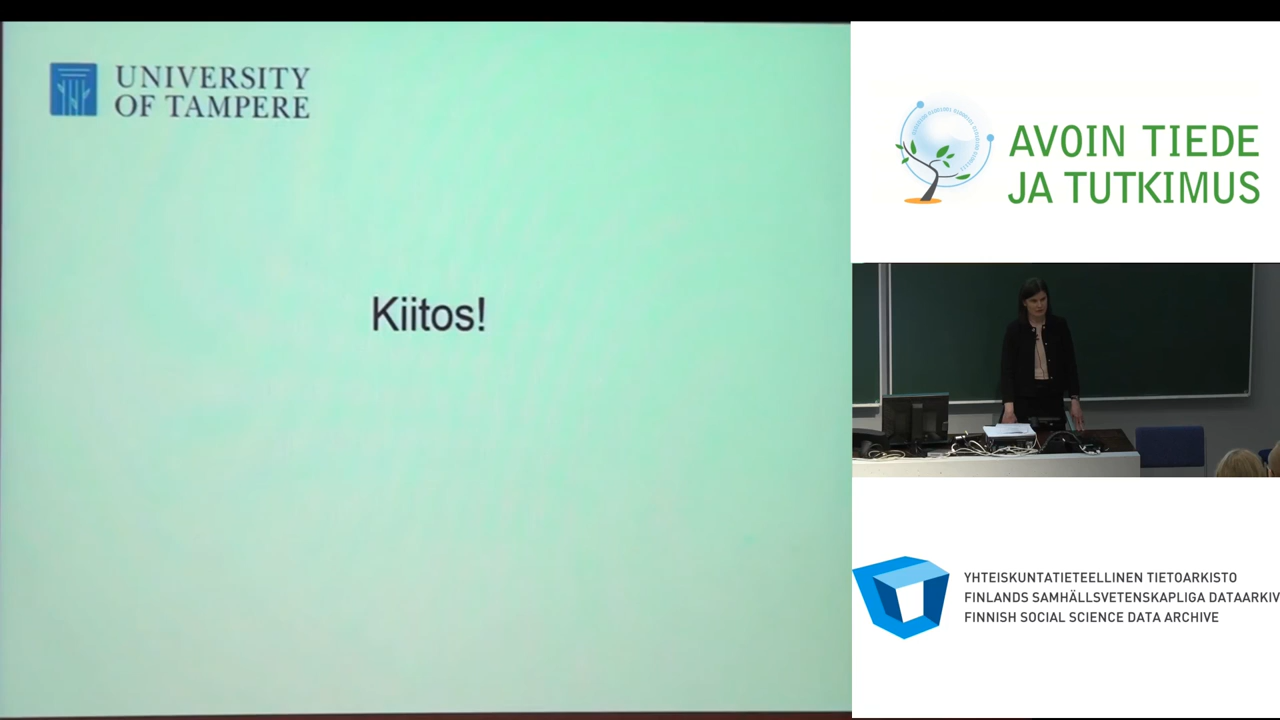 UNIVERSITY
OF TAMPERE
Kiitos!
AVOIN TIEDE
JA TUTKIMUS
YHTEISKUNTATIETEELLINEN TIETOARKISTO
FINLANDS SAMHÄLLSVETENSKAPLIGA DATAARKIV
FINNISH SOCIAL SCIENCE DATA ARCHIVE